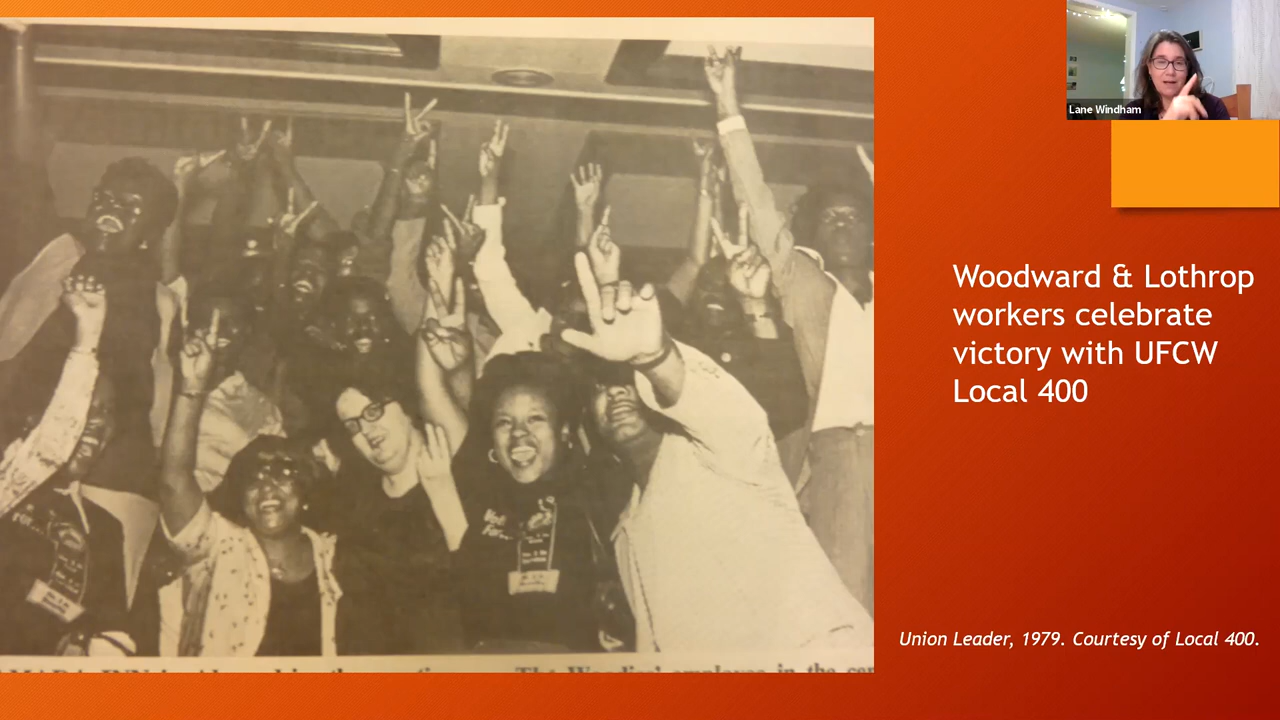 Lane Windham
Woodward & Lothrop
workers celebrate
victory with UFCW
Local 400
Union Leader, 1979. Courtesy of Local 400.